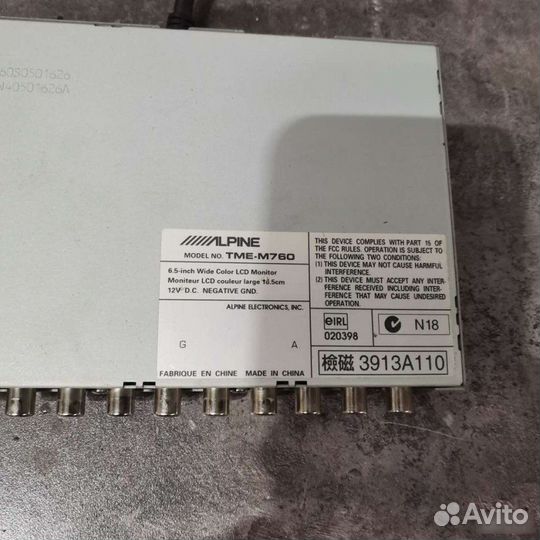 60S0501626
W40501626A
ALPINE
MODEL NO. TME-M760
6.5-inch Wide Color LCD Monitor
Moniteur LCD couleur large 16.5cm
12V D.C. NEGATIVE GND.
ALPINE ELECTRONICS, INC.
G A
FABRIQUE EN CHINE MADE IN CHINA
THIS DEVICE COMPLIES WITH PART 15 OF
THE FCC RULES. OPERATION IS SUBJECT TO
THE FOLLOWING TWO CONDITIONS:
(1) THIS DEVICE MAY NOT CAUSE HARMFUL
INTERFERENCE.
(2) THIS DEVICE MUST ACCEPT ANY INTER-
FERENCE RECEIVED INCLUDING INTER-
FERENCE THAT MAY CAUSE UNDESIRED
OPERATION.
eIRL
020398
N18
檢磁 3913A110
Avito